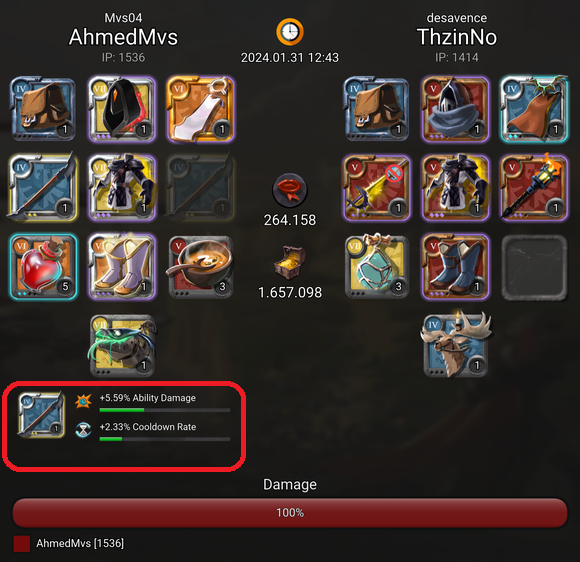 Mvs04
AhmedMvs
IP: 1536
2024.01.31 12:43
desavence
ThzinNo
IP: 1414
IV 1
VI 1
VI 1
IV 1
V 1
V 1
IV 1
VI 1
1
V 1
V 1
V 1
264.158
VI 5
VI 1
V 3
VII 3
V 1
1.657.098
VII 1
IV 1
IV 1
+5.59% Ability Damage
+2.33% Cooldown Rate
Damage
100%
AhmedMvs [1536]